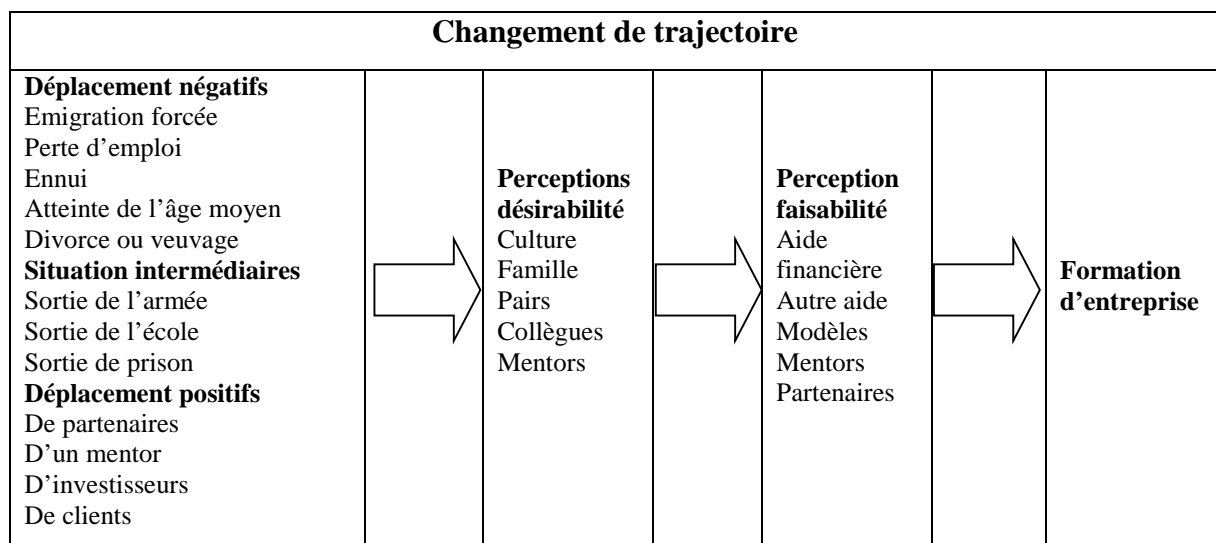 Changement de trajectoire
Déplacement négatifs
Emigration forcée
Perte d’emploi
Ennui
Atteinte de l’âge moyen
Divorce ou veuvage
Situation intermédiaires
Sortie de l’armée
Sortie de l’école
Sortie de prison
Déplacement positifs
De partenaires
D’un mentor
D’investisseurs
De clients
Perceptions
désirabilité
Culture
Famille
Pairs
Collègues
Mentors
Perception
faisabilité
Aide
financière
Autre aide
Modèles
Mentors
Partenaires
Formation
d’entreprise